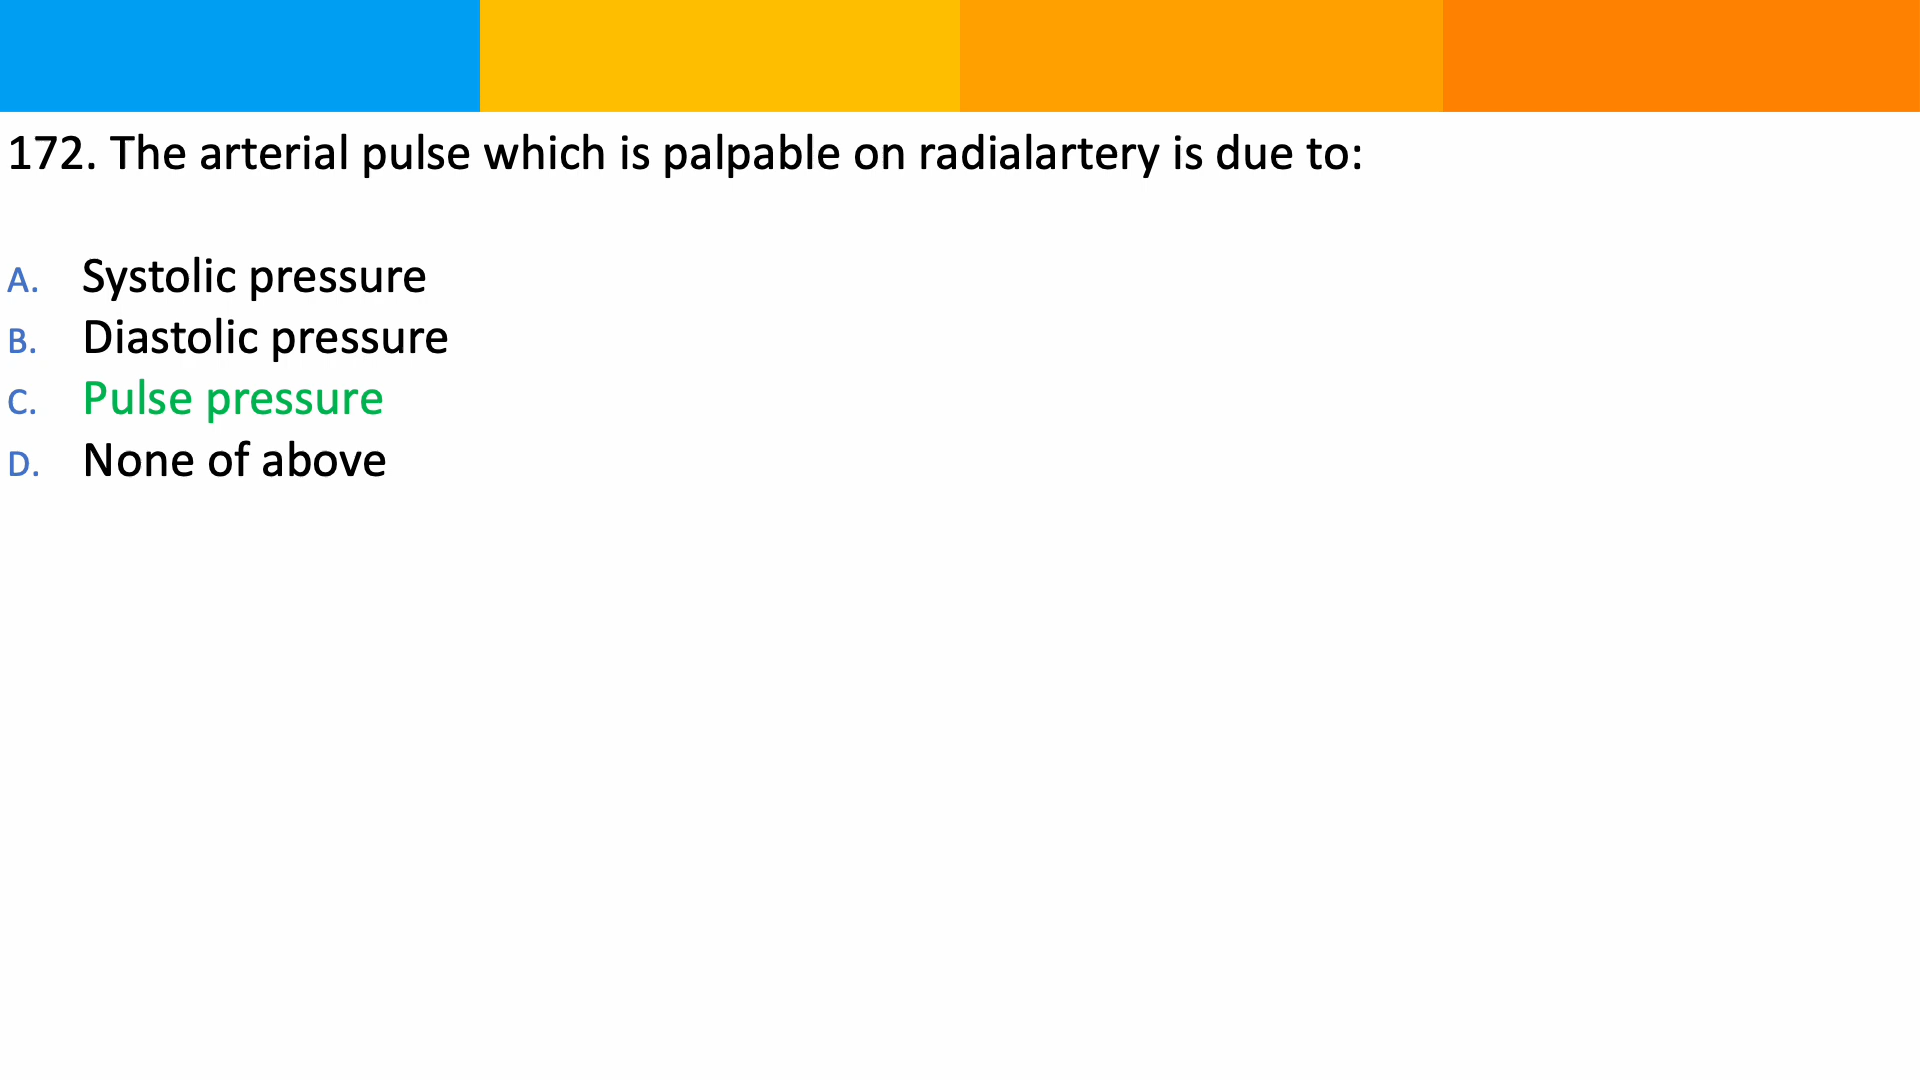 172. The arterial pulse which is palpable on radialartery is due to:
A. Systolic pressure
B. Diastolic pressure
C. Pulse pressure
D. None of above